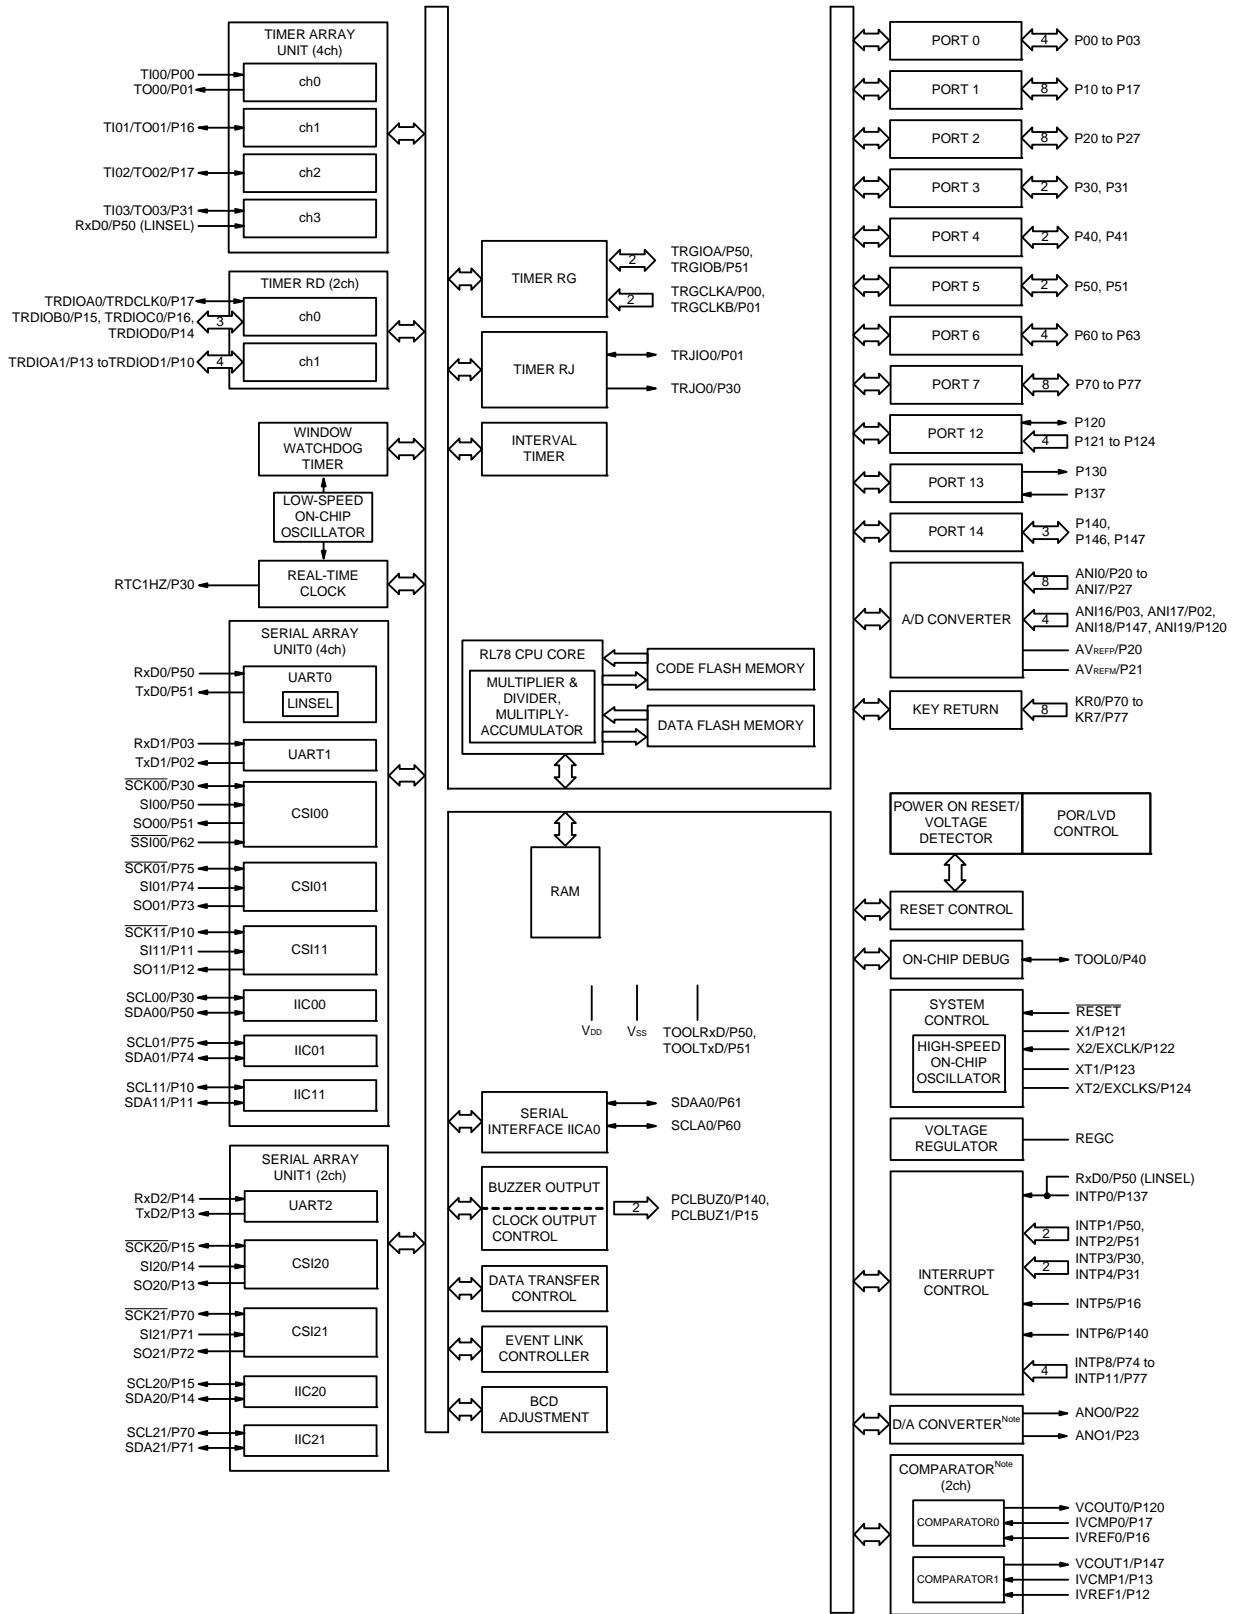 TIMER ARRAY
UNIT (4ch)
TI00/P00
TO00/P01
ch0
TI01/TO01/P16
ch1
TI02/TO02/P17
ch2
TI03/TO03/P31
RxD0/P50 (LINSEL)
ch3
TIMER RD (2ch)
TRDIOA0/TRDCLK0/P17
TRDIOB0/P15, TRDIOC0/P16,
TRDIOD0/P14
3
ch0
TRDIOA1/P13 toTRDIOD1/P10
4
ch1
WINDOW
WATCHDOG
TIMER
LOW-SPEED
ON-CHIP
OSCILLATOR
RTC1HZ/P30
REAL-TIME
CLOCK
SERIAL ARRAY
UNIT0 (4ch)
RxD0/P50
TxD0/P51
UART0
LINSEL
RxD1/P03
TxD1/P02
UART1
SCK00/P30
SI00/P50
SO00/P51
SSI00/P62
CSI00
SCK01/P75
SI01/P74
SO01/P73
CSI01
SCK11/P10
SI11/P11
SO11/P12
CSI11
SCL00/P30
SDA00/P50
IIC00
SCL01/P75
SDA01/P74
IIC01
SCL11/P10
SDA11/P11
IIC11
SERIAL ARRAY
UNIT1 (2ch)
RxD2/P14
TxD2/P13
UART2
SCK20/P15
SI20/P14
SO20/P13
CSI20
SCK21/P70
SI21/P71
SO21/P72
CSI21
SCL20/P15
SDA20/P14
IIC20
SCL21/P70
SDA21/P71
IIC21
TIMER RG
2
TRGIOA/P50,
TRGIOB/P51
2
TRGCLKA/P00,
TRGCLKB/P01
TIMER RJ
TRJIO0/P01
TRJO0/P30
INTERVAL
TIMER
RL78 CPU CORE
MULTIPLIER &
DIVIDER,
MULITIPLY-
ACCUMULATOR
CODE FLASH MEMORY
DATA FLASH MEMORY
RAM
VDD
VSS
TOOLRxD/P50,
TOOLTxD/P51
SERIAL
INTERFACE IICA0
SDAA0/P61
SCLA0/P60
BUZZER OUTPUT
CLOCK OUTPUT
CONTROL
2
PCLBUZ0/P140,
PCLBUZ1/P15
DATA TRANSFER
CONTROL
EVENT LINK
CONTROLLER
BCD
ADJUSTMENT
PORT 0
4
P00 to P03
PORT 1
8
P10 to P17
PORT 2
8
P20 to P27
PORT 3
2
P30, P31
PORT 4
2
P40, P41
PORT 5
2
P50, P51
PORT 6
4
P60 to P63
PORT 7
8
P70 to P77
PORT 12
P120
4
P121 to P124
PORT 13
P130
P137
PORT 14
3
P140,
P146, P147
A/D CONVERTER
8
ANI0/P20 to
ANI7/P27
4
ANI16/P03, ANI17/P02,
ANI18/P147, ANI19/P120
AVREFP/P20
AVREFM/P21
KEY RETURN
8
KR0/P70 to
KR7/P77
POWER ON RESET/
VOLTAGE
DETECTOR
POR/LVD
CONTROL
RESET CONTROL
ON-CHIP DEBUG
TOOL0/P40
SYSTEM
CONTROL
HIGH-SPEED
ON-CHIP
OSCILLATOR
RESET
X1/P121
X2/EXCLK/P122
XT1/P123
XT2/EXCLKS/P124
VOLTAGE
REGULATOR
REGC
INTERRUPT
CONTROL
RxD0/P50 (LINSEL)
INTP0/P137
2
INTP1/P50,
INTP2/P51
2
INTP3/P30,
INTP4/P31
INTP5/P16
INTP6/P140
4
INTP8/P74 to
INTP11/P77
D/A CONVERTER Note
ANO0/P22
ANO1/P23
COMPARATOR Note
(2ch)
COMPARATOR0
VCOUT0/P120
IVCMP0/P17
IVREF0/P16
COMPARATOR1
VCOUT1/P147
IVCMP1/P13
IVREF1/P12